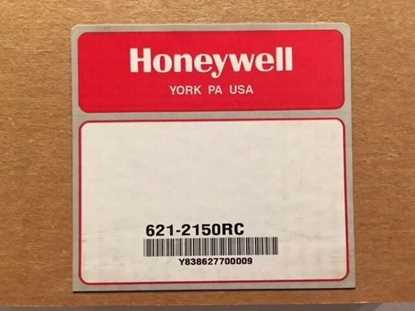 Honeywell
YORK PA USA
621-2150RC
Y838627700009